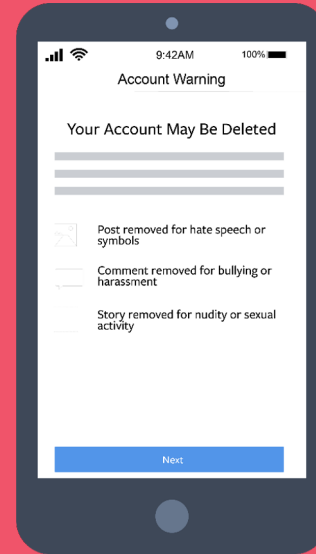 9:42AM 100%
Account Warning
Your Account May Be Deleted
Post removed for hate speech or
symbols
Comment removed for bullying or
harassment
Story removed for nudity or sexual
activity
Next